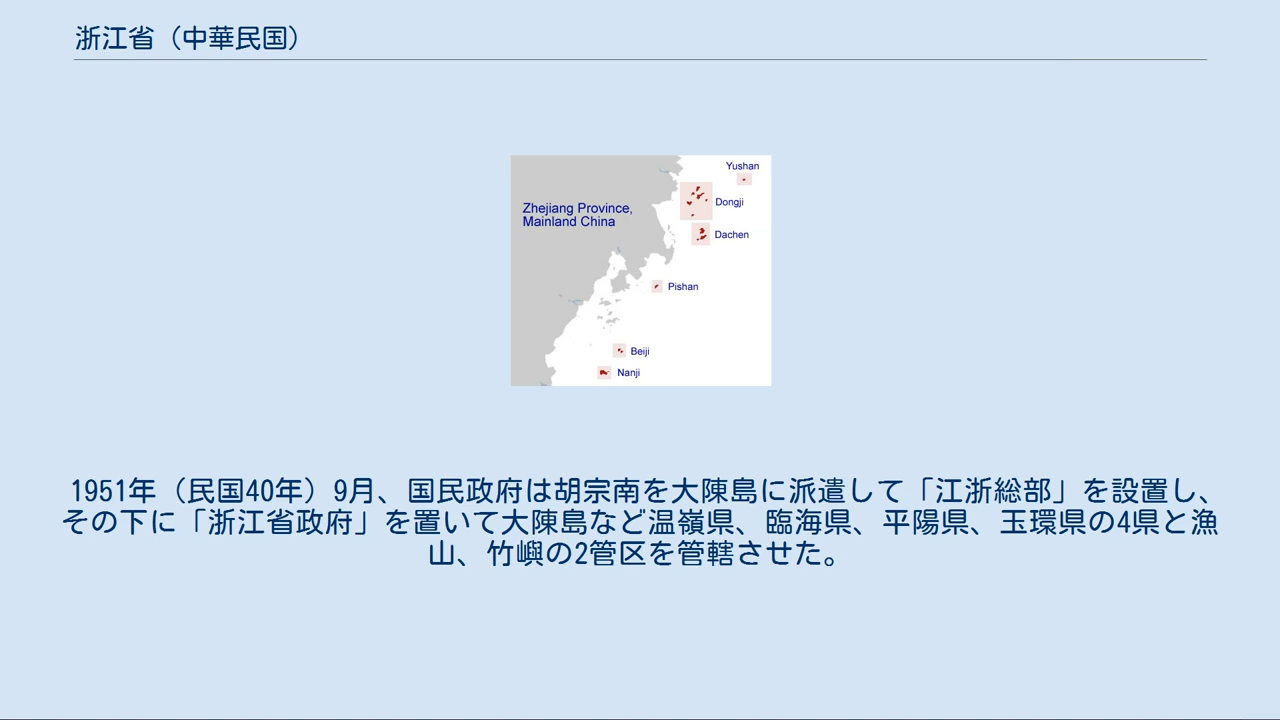 浙江省（中華民国）
Yushan
Zhejiang Province,
Mainland China
Dongji
Dachen
Pishan
Beiji
Nanji
1951年（民国40年）9月、国民政府は胡宗南を大陳島に派遣して「江浙総部」を設置し、
その下に「浙江省政府」を置いて大陳島など温嶺県、臨海県、平陽県、玉環県の4県と漁
山、竹嶼の2管区を管轄させた。